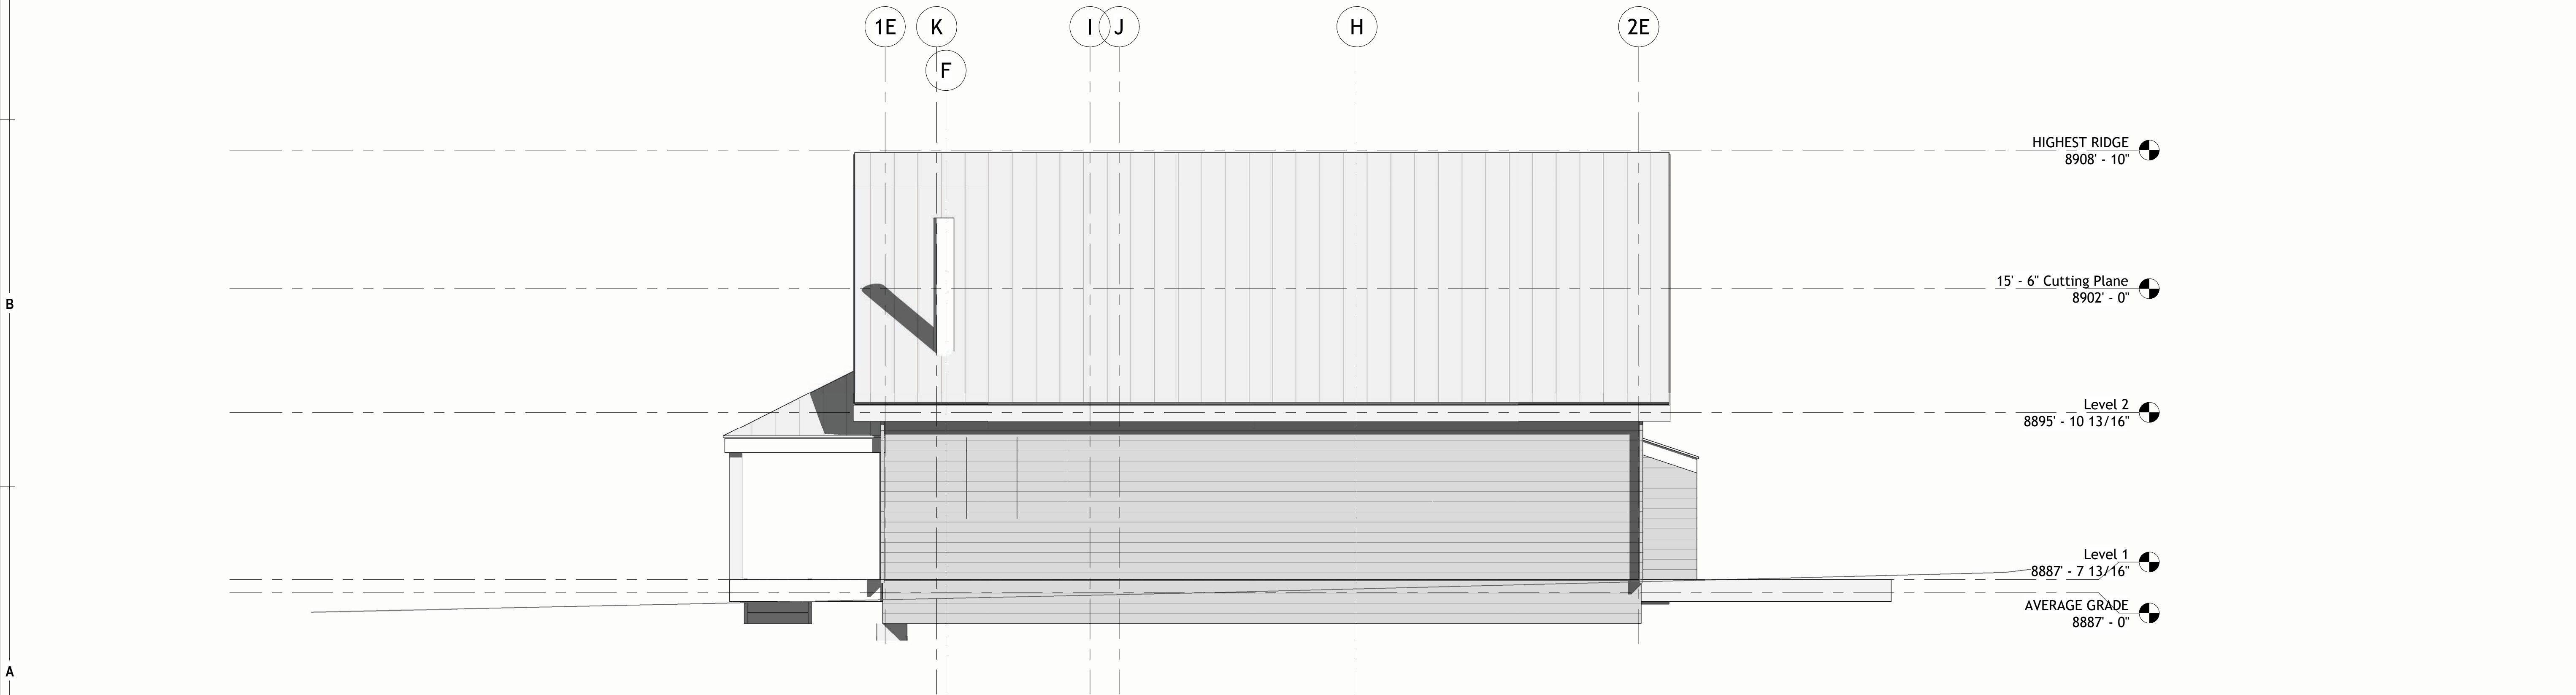 1E
K
I
J
H
2E
F
HIGHEST RIDGE
8908' - 10"
B
15' - 6" Cutting Plane
8902' - 0"
Level 2
8895' - 10 13/16"
Level 1
8887' - 7 13/16"
AVERAGE GRADE
8887' - 0"
A